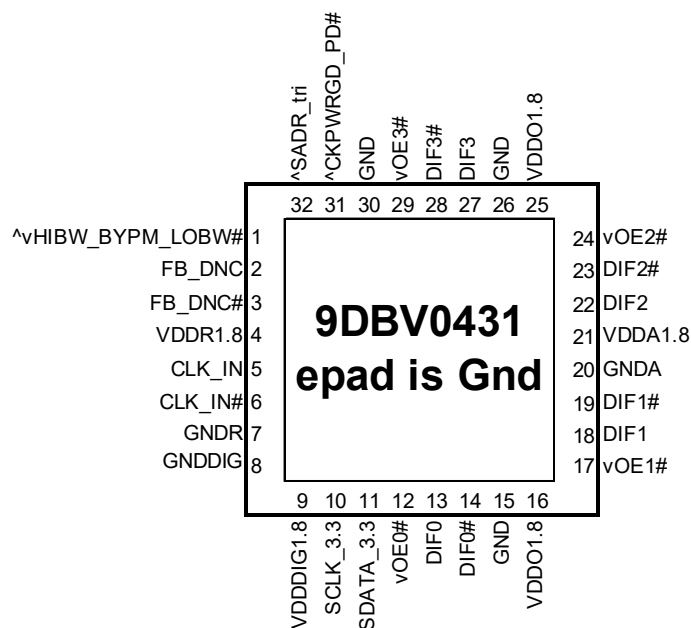 ^SADR_tri
^CKPWRGD_PD#
GND
vOE3#
DIF3#
DIF3
GND
VDDO1.8
32 31 30 29 28 27 26 25
^vHIBW_BYPM_LOBW# 1
FB_DNC 2
FB_DNC# 3
VDDR1.8 4
CLK_IN 5
CLK_IN# 6
GNDR 7
GNDDIG 8
9DBV0431
epad is Gnd
24 vOE2#
23 DIF2#
22 DIF2
21 VDDA1.8
20 GNDA
19 DIF1#
18 DIF1
17 vOE1#
9 10 11 12 13 14 15 16
VDDDIG1.8
SCLK_3.3
SDATA_3.3
vOE0#
DIF0
DIF0#
GND
VDDO1.8